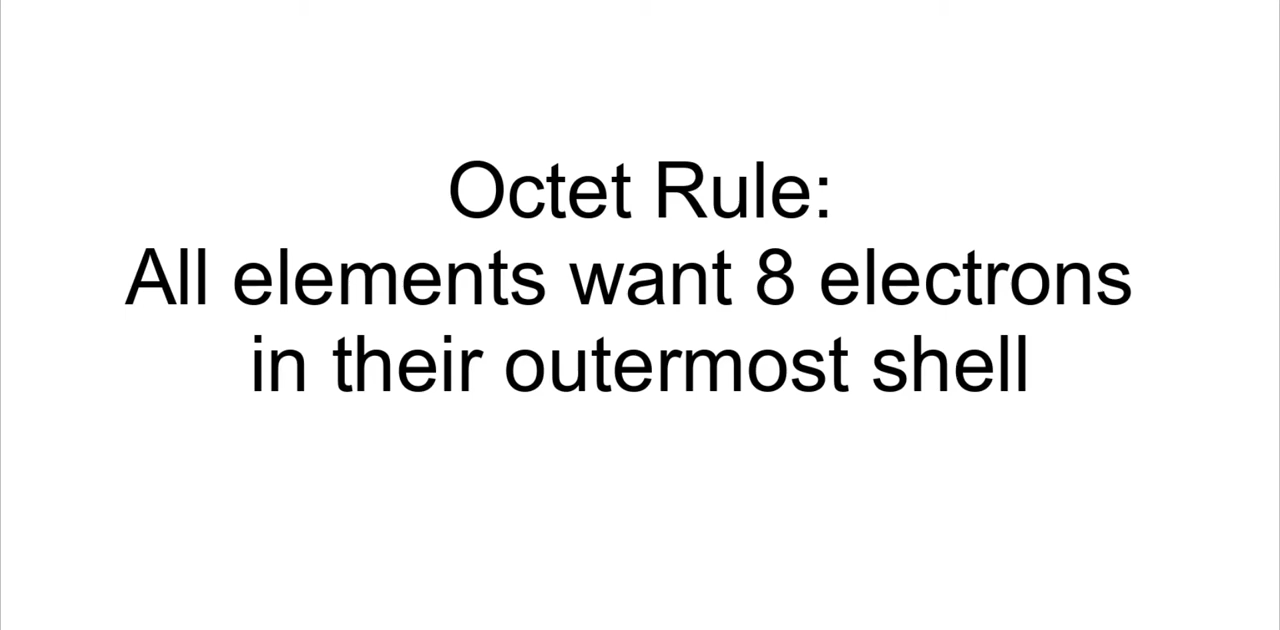 Octet Rule:
All elements want 8 electrons
in their outermost shell